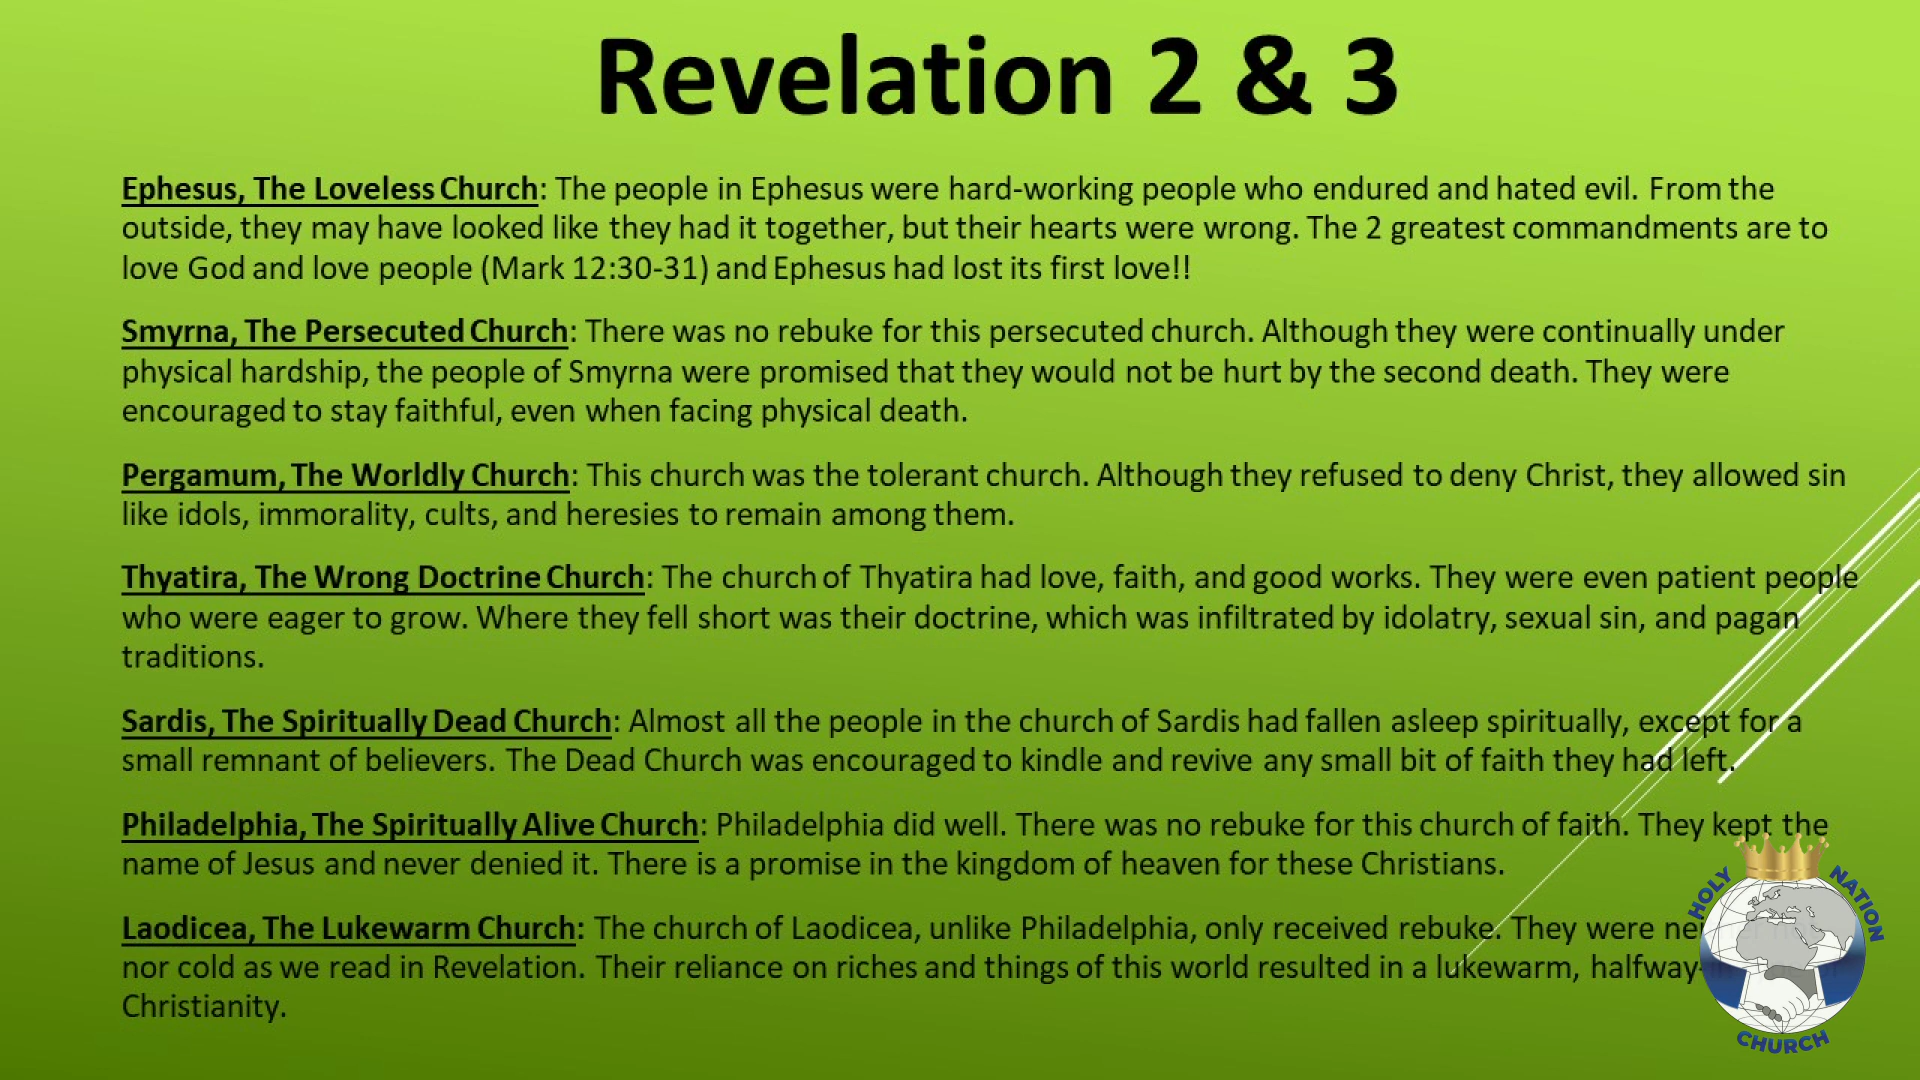 Revelation 2 & 3
Ephesus, The Loveless Church: The people in Ephesus were hard-working people who endured and hated evil. From the
outside, they may have looked like they had it together, but their hearts were wrong. The 2 greatest commandments are to
love God and love people (Mark 12:30-31) and Ephesus had lost its first love!!
Smyrna, The Persecuted Church: There was no rebuke for this persecuted church. Although they were continually under
physical hardship, the people of Smyrna were promised that they would not be hurt by the second death. They were
encouraged to stay faithful, even when facing physical death.
Pergamum, The Worldly Church: This church was the tolerant church. Although they refused to deny Christ, they allowed sin
like idols, immorality, cults, and heresies to remain among them.
Thyatira, The Wrong Doctrine Church: The church of Thyatira had love, faith, and good works. They were even patient people
who were eager to grow. Where they fell short was their doctrine, which was infiltrated by idolatry, sexual sin, and pagan
traditions.
Sardis, The Spiritually Dead Church: Almost all the people in the church of Sardis had fallen asleep spiritually, except for a
small remnant of believers. The Dead Church was encouraged to kindle and revive any small bit of faith they had left.
Philadelphia, The Spiritually Alive Church: Philadelphia did well. There was no rebuke for this church of faith. They kept the
name of Jesus and never denied it. There is a promise in the kingdom of heaven for these Christians.
Laodicea, The Lukewarm Church: The church of Laodicea, unlike Philadelphia, only received rebuke. They were
nor cold as we read in Revelation. Their reliance on riches and things of this world resulted in a lukewarm,
Christianity.
HOLY NATION
CHURCH